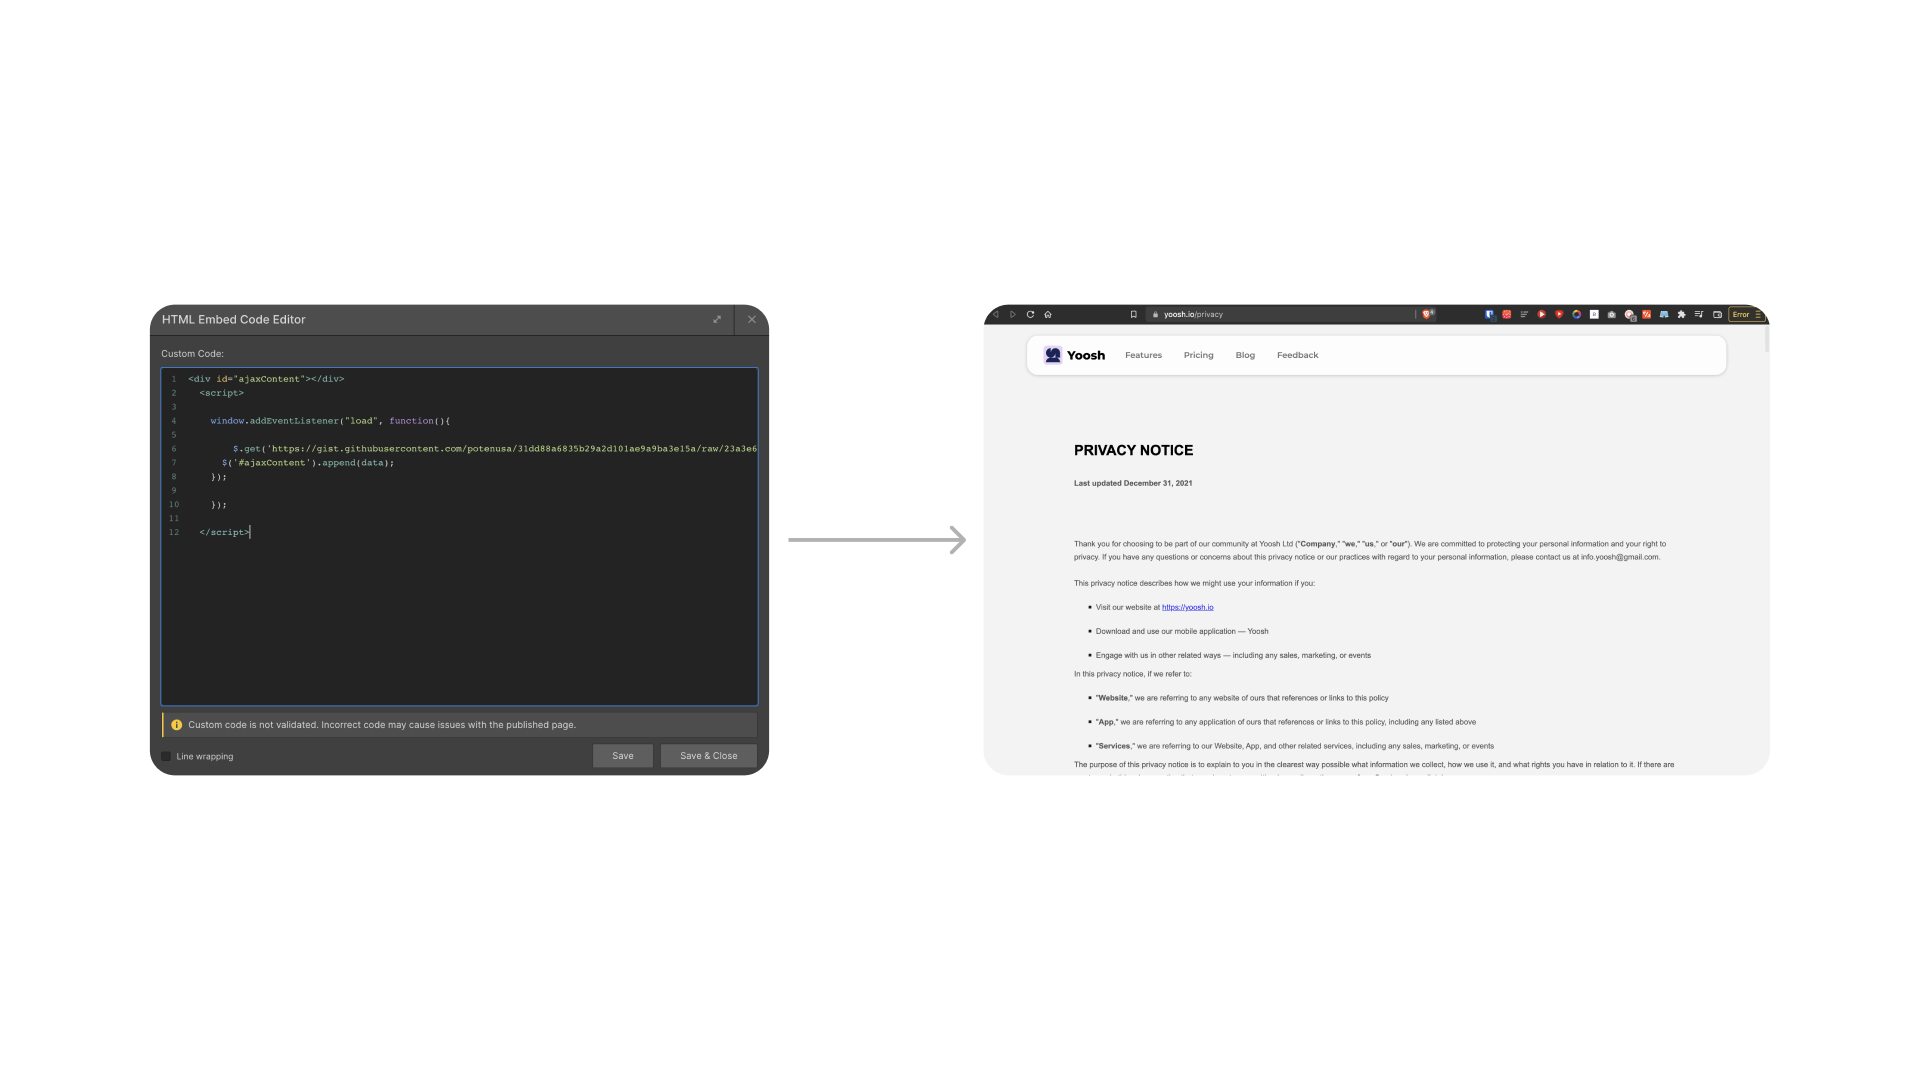 HTML Embed Code Editor
Custom Code:
1 <div id="ajaxContent"></div>
2 <script>
3
4 window.addEventListener("load", function(){
5
6 $.get('https://gist.githubusercontent.com/potenusa/31dd88a6835b29a2d101ae9a9ba3e15a/raw/23a3e6
7 $('#ajaxContent').append(data);
8 });
9
10 });
11
12 </script>
Custom code is not validated. Incorrect code may cause issues with the published page.
Line wrapping
Save
Save & Close
yoosh.io/privacy
Error
Yoosh
Features
Pricing
Blog
Feedback
PRIVACY NOTICE
Last updated December 31, 2021
Thank you for choosing to be part of our community at Yoosh Ltd ("Company," "we," "us," or "our"). We are committed to protecting your personal information and your right to
privacy. If you have any questions or concerns about this privacy notice or our practices with regard to your personal information, please contact us at info.yoosh@gmail.com.
This privacy notice describes how we might use your information if you:
Visit our website at https://yoosh.io
Download and use our mobile application — Yoosh
Engage with us in other related ways — including any sales, marketing, or events
In this privacy notice, if we refer to:
"Website," we are referring to any website of ours that references or links to this policy
"App," we are referring to any application of ours that references or links to this policy, including any listed above
"Services," we are referring to our Website, App, and other related services, including any sales, marketing, or events
The purpose of this privacy notice is to explain to you in the clearest way possible what information we collect, how we use it, and what rights you have in relation to it. If there are